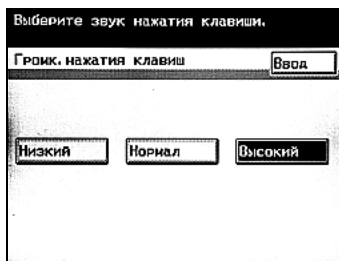 Выберите звук нажатия клавиши.
Громк. нажатия клавиш Ввод
Низкий Нормал Высокий